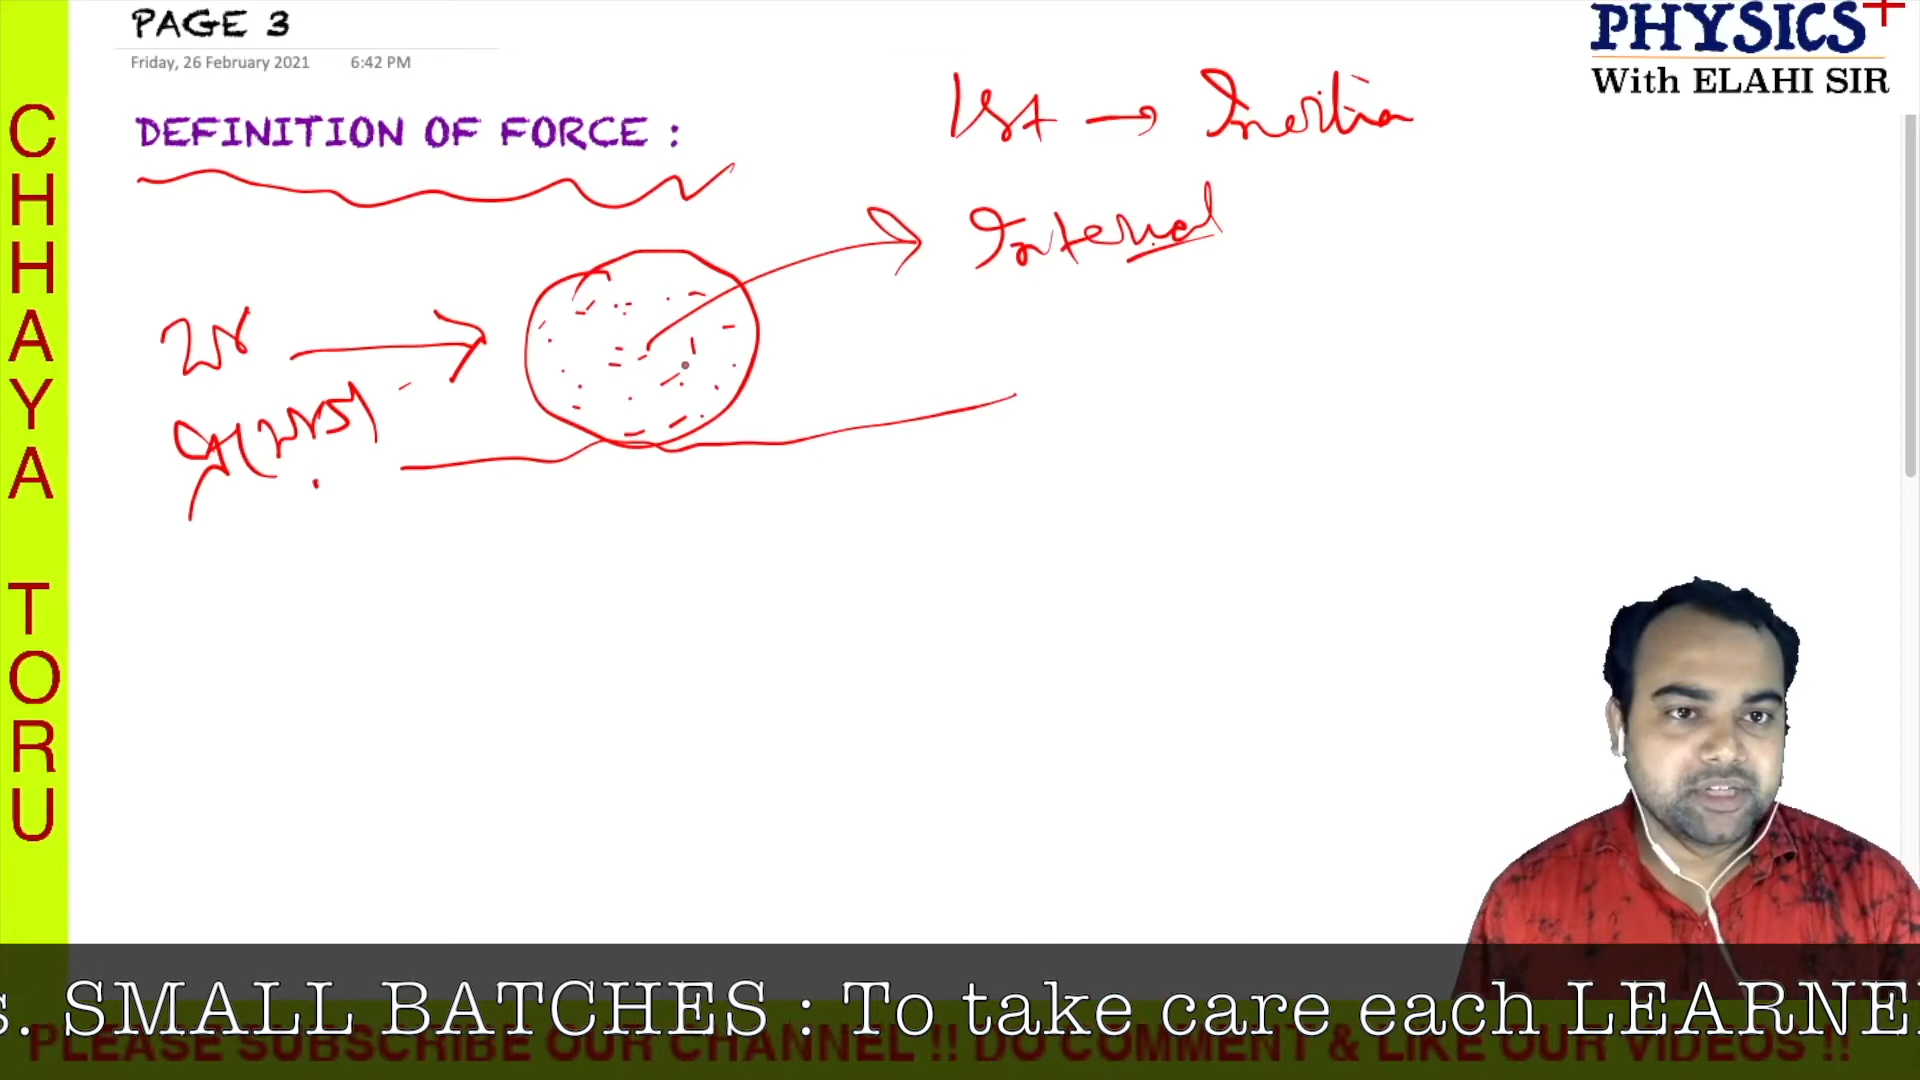 PAGE 3
Friday, 26 February 2021 6:42 PM
PHYSICS+
With ELAHI SIR
DEFINITION OF FORCE :
1st → Inertia
Internal
CHHAYA TORU
s. SMALL BATCHES : To take care each LEARNE
PLEASE SUBSCRIBE OUR CHANNEL !! DO COMMENT & LIKE OUR VIDEOS !!